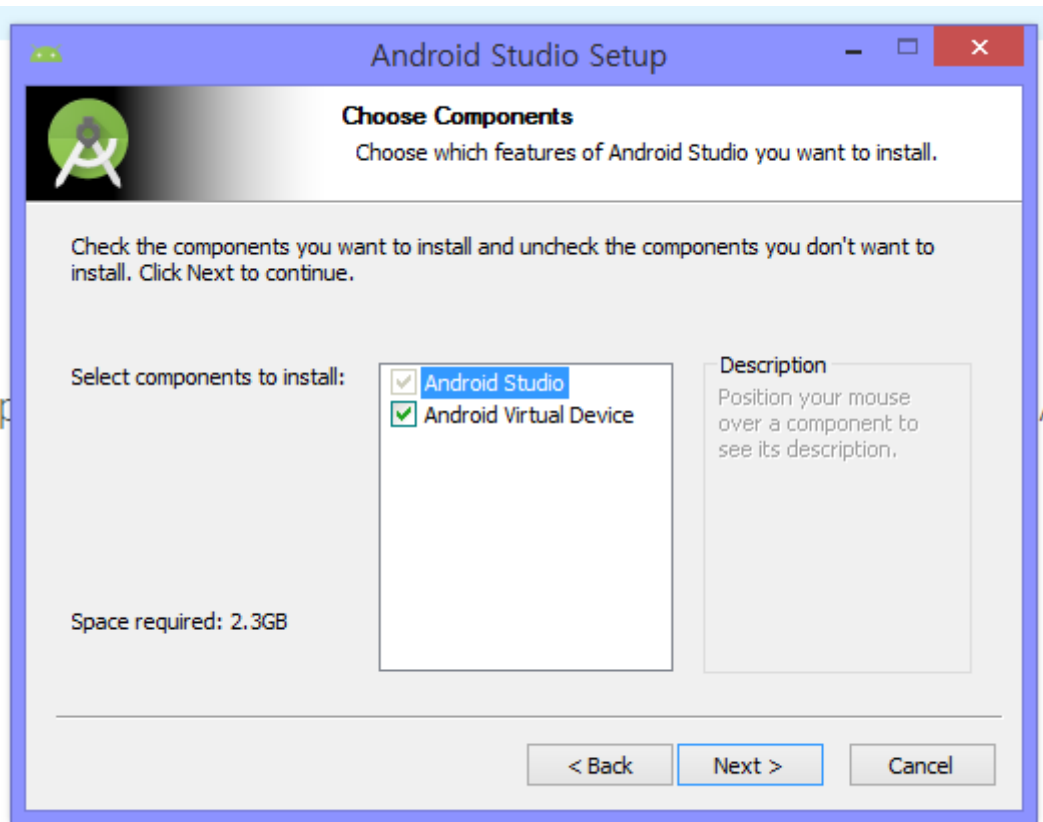 Android Studio Setup
Choose Components
Choose which features of Android Studio you want to install.
Check the components you want to install and uncheck the components you don't want to
install. Click Next to continue.
Select components to install:
Android Studio
Android Virtual Device
Description
Position your mouse
over a component to
see its description.
Space required: 2.3GB
< Back
Next >
Cancel